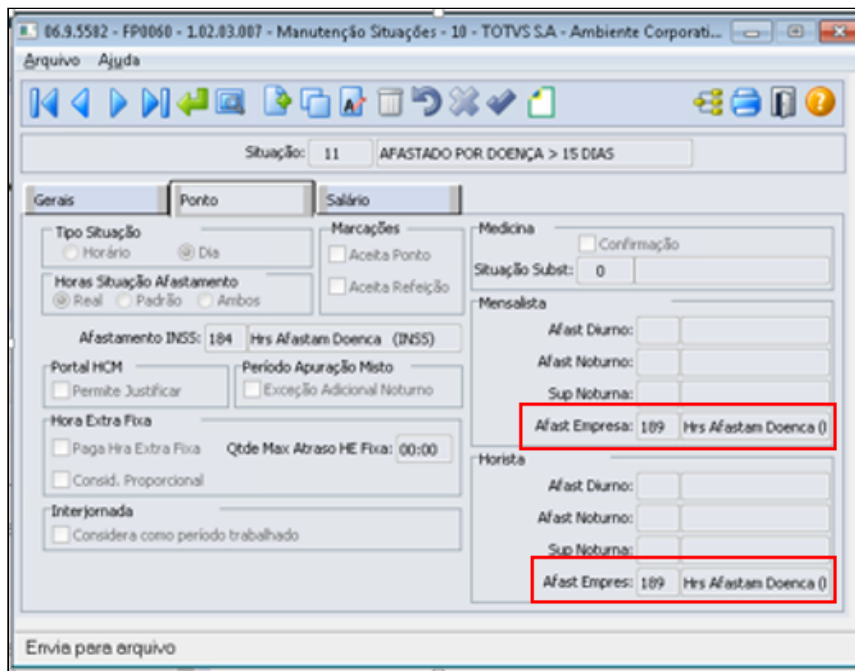 06.9.5582 - FP0060 - 1.02.03.007 - Manutenção Situações - 10 - TOTVS S.A - Ambiente Corporati...
Arquivo Ajuda
Situação: 11 AFASTADO POR DOENÇA > 15 DIAS
Gerais Ponto Salário
Tipo Situação
Horário Dia
Horas Situação Afastamento
Real Padrão Ambos
Marcações
Aceita Ponto
Aceita Refeição
Afastamento INSS: 184 Hrs Afastam Doenca (INSS)
Portal HCM
Permite Justificar
Período Apuração Misto
Exceção Adicional Noturno
Hora Extra Fixa
Paga Hra Extra Fixa Qtde Max Atraso HE Fixa: 00:00
Consid. Proporcional
Interjornada
Considera como período trabalhado
Medicina
Confirmação
Situação Subst: 0
Mensalista
Afast Diurno:
Afast Noturno:
Sup Noturna:
Afast Empresa: 189 Hrs Afastam Doenca (
Horista
Afast Diurno:
Afast Noturno:
Sup Noturna:
Afast Empres: 189 Hrs Afastam Doenca (
Envia para arquivo